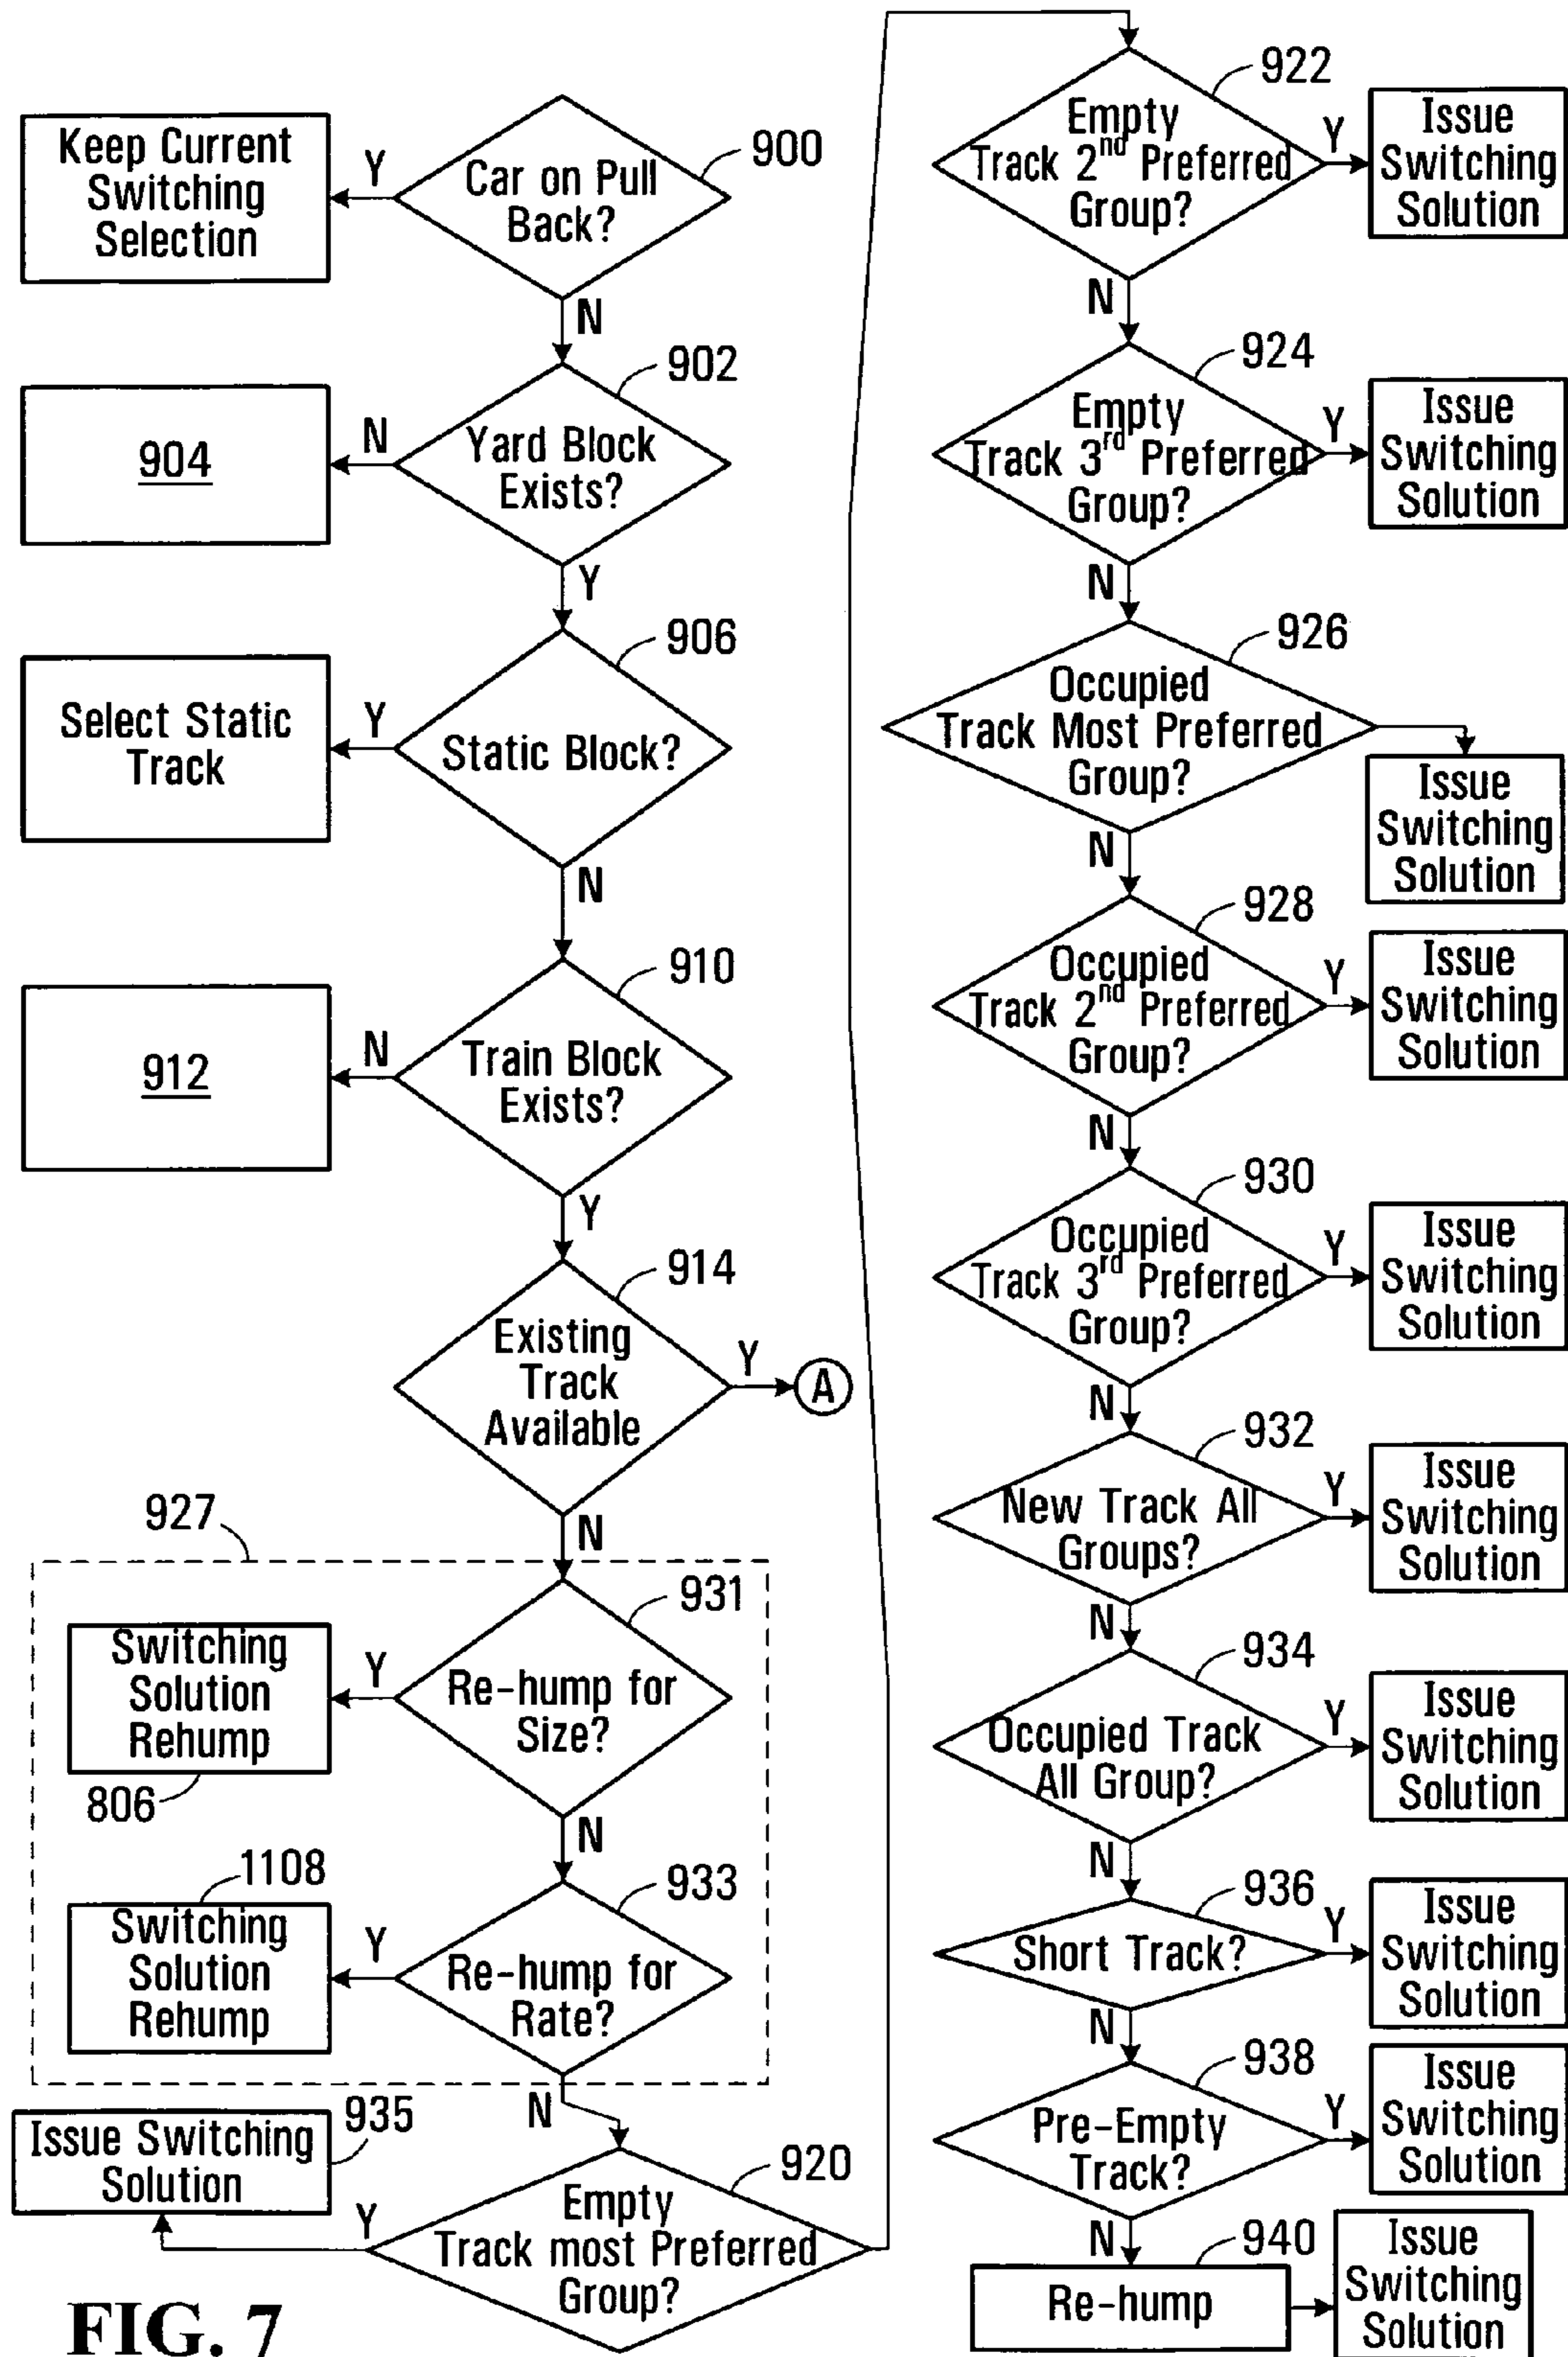 Keep Current
Switching
Selection
Y
Car on Pull
Back?
900
N
902
904
N
Yard Block
Exists?
Y
906
Select Static
Track
Y
Static Block?
N
910
912
N
Train Block
Exists?
Y
914
Existing
Track
Available
Y
A
N
927
931
Switching
Solution
Rehump
806
Y
Re-hump for
Size?
N
1108
933
Switching
Solution
Rehump
Y
Re-hump for
Rate?
N
935
Issue Switching
Solution
Y
920
Empty
Track most Preferred
Group?
922
Empty
Track 2nd Preferred
Group?
Y
Issue
Switching
Solution
N
924
Empty
Track 3rd Preferred
Group?
Y
Issue
Switching
Solution
N
926
Occupied
Track Most Preferred
Group?
Issue
Switching
Solution
N
928
Occupied
Track 2nd Preferred
Group?
Y
Issue
Switching
Solution
N
930
Occupied
Track 3rd Preferred
Group?
Y
Issue
Switching
Solution
N
932
New Track All
Groups?
Y
Issue
Switching
Solution
N
934
Occupied Track
All Group?
Y
Issue
Switching
Solution
N
936
Short Track?
Y
Issue
Switching
Solution
N
938
Pre-Empty
Track?
Y
Issue
Switching
Solution
N
940
Re-hump
Issue
Switching
Solution
FIG. 7